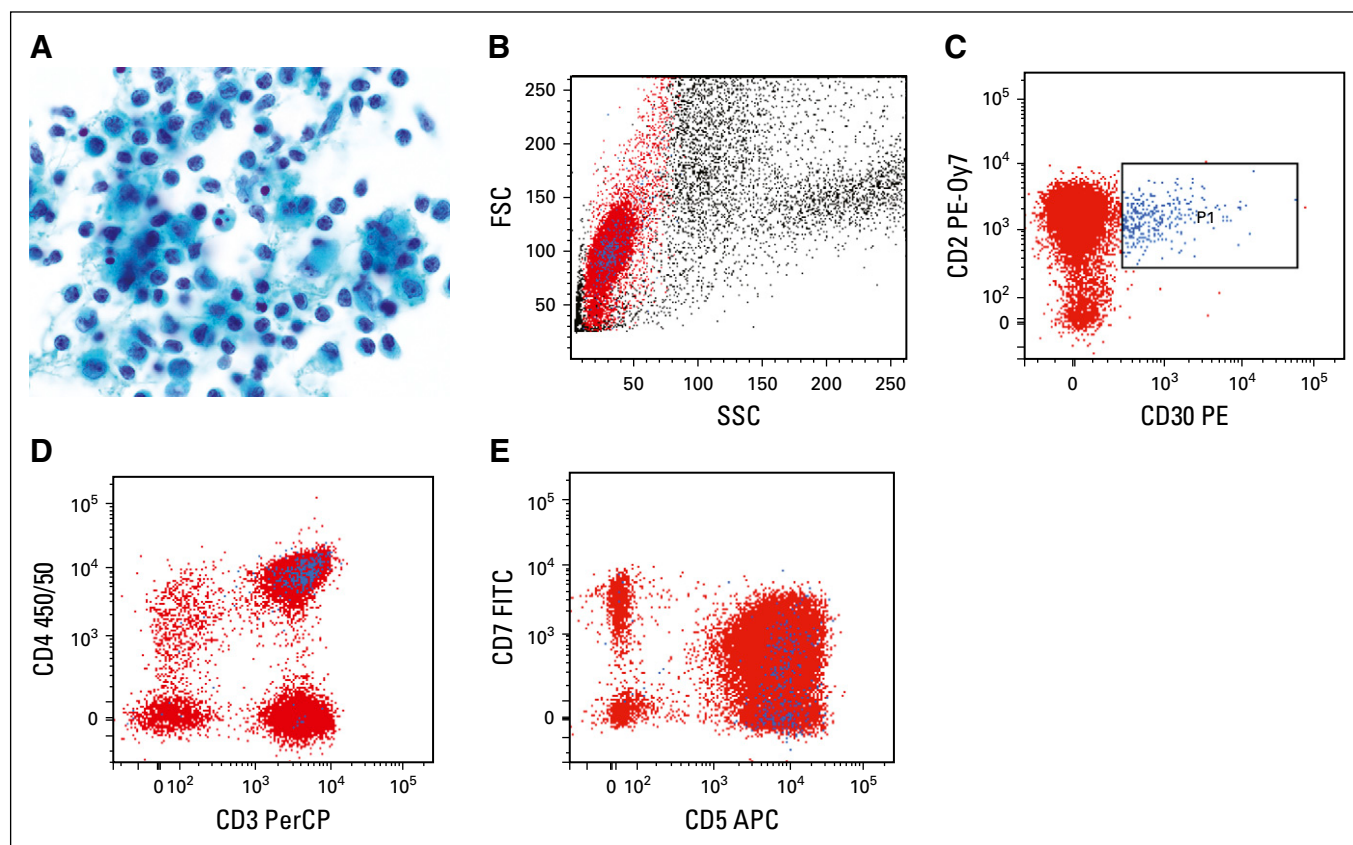 A
B
250
200
150
100
50
FSC
50 100 150 200 250
SSC
C
10⁵
10⁴
10³
10²
0
CD2 PE-Oy7
P1
0 10³ 10⁴ 10⁵
CD30 PE
D
10⁵
10⁴
10³
0
CD4 450/50
0 10² 10³ 10⁴ 10⁵
CD3 PerCP
E
10⁵
10⁴
10³
0
CD7 FITC
0 10² 10³ 10⁴ 10⁵
CD5 APC